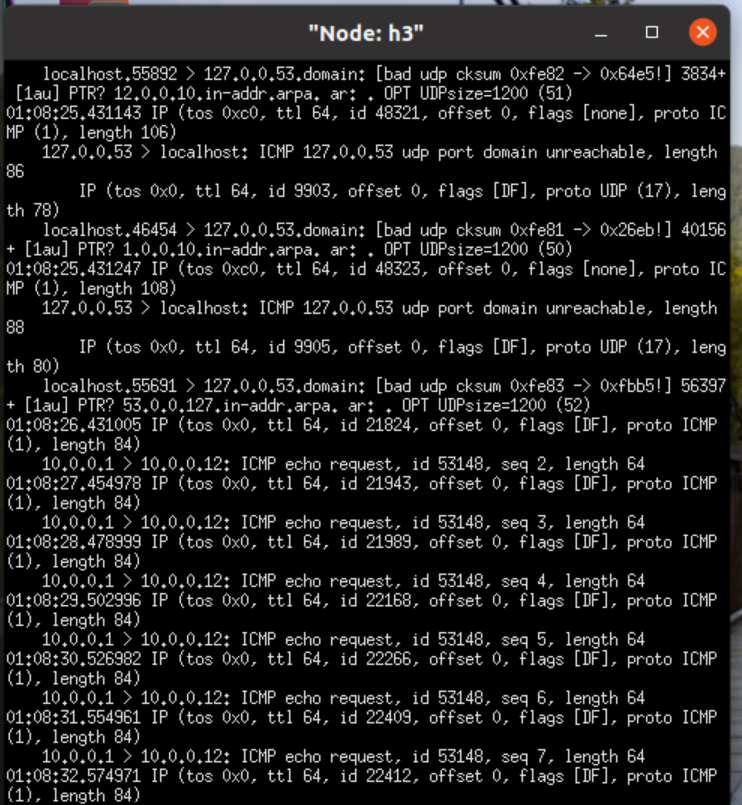 "Node: h3"
localhost.55892 > 127.0.0.53.domain: [bad udp cksum 0xfe82 -> 0x64e5!] 3834+
[1au] PTR? 12.0.0.10.in-addr.arpa. ar: . OPT UDPsize=1200 (51)
01:08:25.431143 IP (tos 0xc0, ttl 64, id 48321, offset 0, flags [none], proto IC
MP (1), length 106)
127.0.0.53 > localhost: ICMP 127.0.0.53 udp port domain unreachable, length
86
IP (tos 0x0, ttl 64, id 9903, offset 0, flags [DF], proto UDP (17), leng
th 78)
localhost.46454 > 127.0.0.53.domain: [bad udp cksum 0xfe81 -> 0x26eb!] 40156
+ [1au] PTR? 1.0.0.10.in-addr.arpa. ar: . OPT UDPsize=1200 (50)
01:08:25.431247 IP (tos 0xc0, ttl 64, id 48323, offset 0, flags [none], proto IC
MP (1), length 108)
127.0.0.53 > localhost: ICMP 127.0.0.53 udp port domain unreachable, length
88
IP (tos 0x0, ttl 64, id 9905, offset 0, flags [DF], proto UDP (17), leng
th 80)
localhost.55691 > 127.0.0.53.domain: [bad udp cksum 0xfe83 -> 0xfbb5!] 56397
+ [1au] PTR? 53.0.0.127.in-addr.arpa. ar: . OPT UDPsize=1200 (52)
01:08:26.431005 IP (tos 0x0, ttl 64, id 21824, offset 0, flags [DF], proto ICMP
(1), length 84)
10.0.0.1 > 10.0.0.12: ICMP echo request, id 53148, seq 2, length 64
01:08:27.454978 IP (tos 0x0, ttl 64, id 21943, offset 0, flags [DF], proto ICMP
(1), length 84)
10.0.0.1 > 10.0.0.12: ICMP echo request, id 53148, seq 3, length 64
01:08:28.478999 IP (tos 0x0, ttl 64, id 21989, offset 0, flags [DF], proto ICMP
(1), length 84)
10.0.0.1 > 10.0.0.12: ICMP echo request, id 53148, seq 4, length 64
01:08:29.502996 IP (tos 0x0, ttl 64, id 22168, offset 0, flags [DF], proto ICMP
(1), length 84)
10.0.0.1 > 10.0.0.12: ICMP echo request, id 53148, seq 5, length 64
01:08:30.526982 IP (tos 0x0, ttl 64, id 22266, offset 0, flags [DF], proto ICMP
(1), length 84)
10.0.0.1 > 10.0.0.12: ICMP echo request, id 53148, seq 6, length 64
01:08:31.554961 IP (tos 0x0, ttl 64, id 22409, offset 0, flags [DF], proto ICMP
(1), length 84)
10.0.0.1 > 10.0.0.12: ICMP echo request, id 53148, seq 7, length 64
01:08:32.574971 IP (tos 0x0, ttl 64, id 22412, offset 0, flags [DF], proto ICMP
(1), length 84)